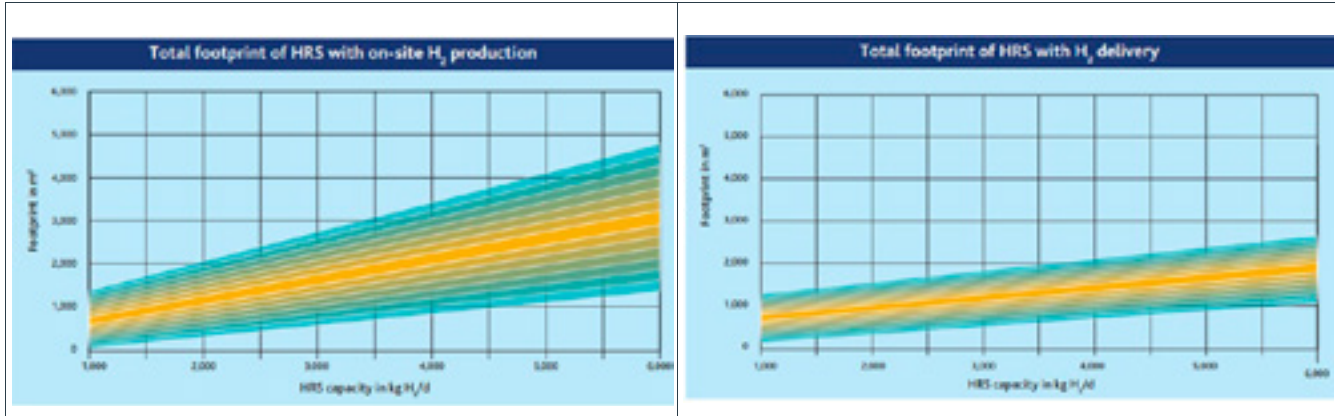 Total footprint of HRS with on-site H₂ production
6,000
5,000
4,000
3,000
2,000
1,000
0
Footprint in m²
1,000 2,000 3,000 4,000 5,000 6,000
HRS capacity in kg H₂/d
Total footprint of HRS with H₂ delivery
6,000
5,000
4,000
3,000
2,000
1,000
0
Footprint in m²
1,000 2,000 3,000 4,000 5,000 6,000
HRS capacity in kg H₂/d